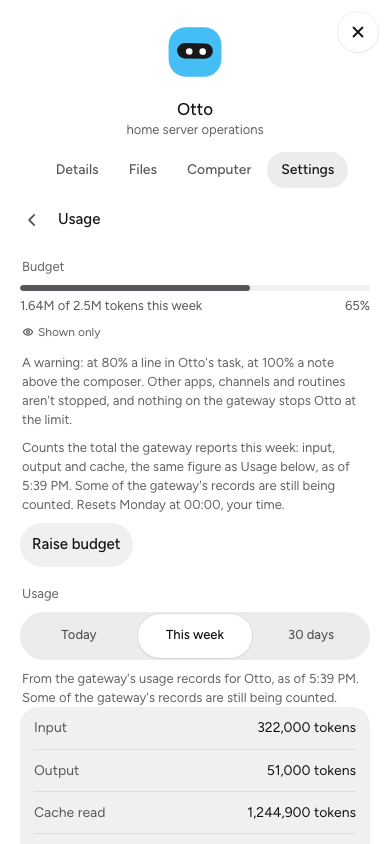 Otto
home server operations
Details Files Computer Settings
Usage
Budget
1.64M of 2.5M tokens this week 65%
Shown only
A warning: at 80% a line in Otto's task, at 100% a note
above the composer. Other apps, channels and routines
aren't stopped, and nothing on the gateway stops Otto at
the limit.
Counts the total the gateway reports this week: input,
output and cache, the same figure as Usage below, as of
5:39 PM. Some of the gateway's records are still being
counted. Resets Monday at 00:00, your time.
Raise budget
Usage
Today This week 30 days
From the gateway's usage records for Otto, as of 5:39 PM.
Some of the gateway's records are still being counted.
Input 322,000 tokens
Output 51,000 tokens
Cache read 1,244,900 tokens